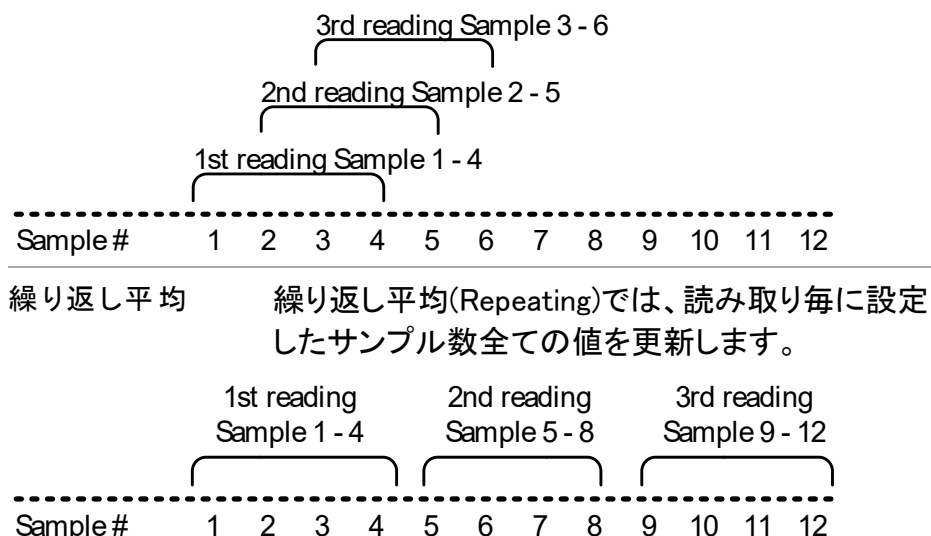 3rd reading Sample 3 - 6
2nd reading Sample 2 - 5
1st reading Sample 1 - 4
Sample # 1 2 3 4 5 6 7 8 9 10 11 12
繰り返し平均 繰り返し平均(Repeating)では、読み取り毎に設定
したサンプル数全ての値を更新します。
1st reading 2nd reading 3rd reading
Sample 1 - 4 Sample 5 - 8 Sample 9 - 12
Sample # 1 2 3 4 5 6 7 8 9 10 11 12